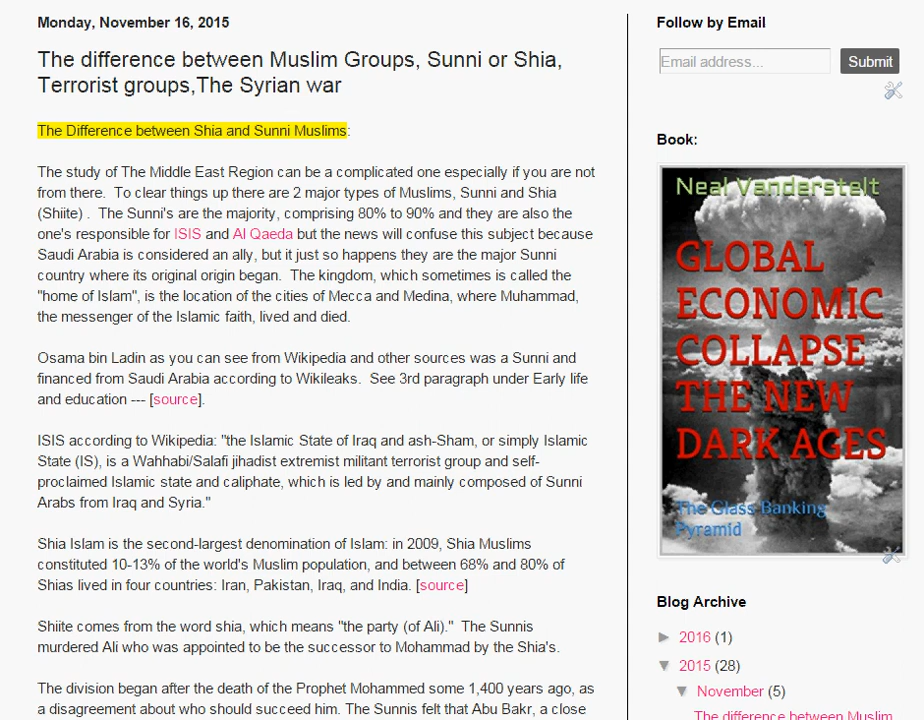 Monday, November 16, 2015
The difference between Muslim Groups, Sunni or Shia,
Terrorist groups,The Syrian war
The Difference between Shia and Sunni Muslims:
The study of The Middle East Region can be a complicated one especially if you are not
from there.  To clear things up there are 2 major types of Muslims, Sunni and Shia
(Shiite) .  The Sunni's are the majority, comprising 80% to 90% and they are also the
one's responsible for ISIS and Al Qaeda but the news will confuse this subject because
Saudi Arabia is considered an ally, but it just so happens they are the major Sunni
country where its original origin began.  The kingdom, which sometimes is called the
"home of Islam", is the location of the cities of Mecca and Medina, where Muhammad,
the messenger of the Islamic faith, lived and died.
Osama bin Ladin as you can see from Wikipedia and other sources was a Sunni and
financed from Saudi Arabia according to Wikileaks.  See 3rd paragraph under Early life
and education --- [source].
ISIS according to Wikipedia: "the Islamic State of Iraq and ash-Sham, or simply Islamic
State (IS), is a Wahhabi/Salafi jihadist extremist militant terrorist group and self-
proclaimed Islamic state and caliphate, which is led by and mainly composed of Sunni
Arabs from Iraq and Syria."
Shia Islam is the second-largest denomination of Islam: in 2009, Shia Muslims
constituted 10-13% of the world's Muslim population, and between 68% and 80% of
Shias lived in four countries: Iran, Pakistan, Iraq, and India. [source]
Shiite comes from the word shia, which means "the party (of Ali)."  The Sunnis
murdered Ali who was appointed to be the successor to Mohammad by the Shia's.
The division began after the death of the Prophet Mohammed some 1,400 years ago, as
a disagreement about who should succeed him. The Sunnis felt that Abu Bakr, a close
Follow by Email
Email address...
Submit
Book:
Neal Vanderstelt
GLOBAL
ECONOMIC
COLLAPSE
THE NEW
DARK AGES
The Glass Banking
Pyramid
Blog Archive
► 2016 (1)
▼ 2015 (28)
▼ November (5)
The difference between Muslim